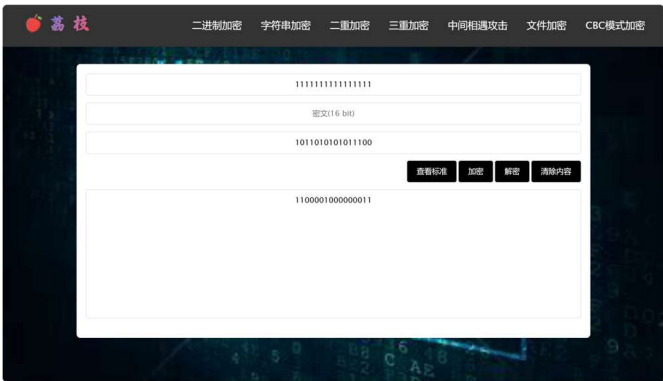 荔枝 二进制加密 字符串加密 二重加密 三重加密 中间相遇攻击 文件加密 CBC模式加密
1111111111111111
密文(16 bit)
1011010101011100
查看标准 加密 解密 清除内容
1100001000000011